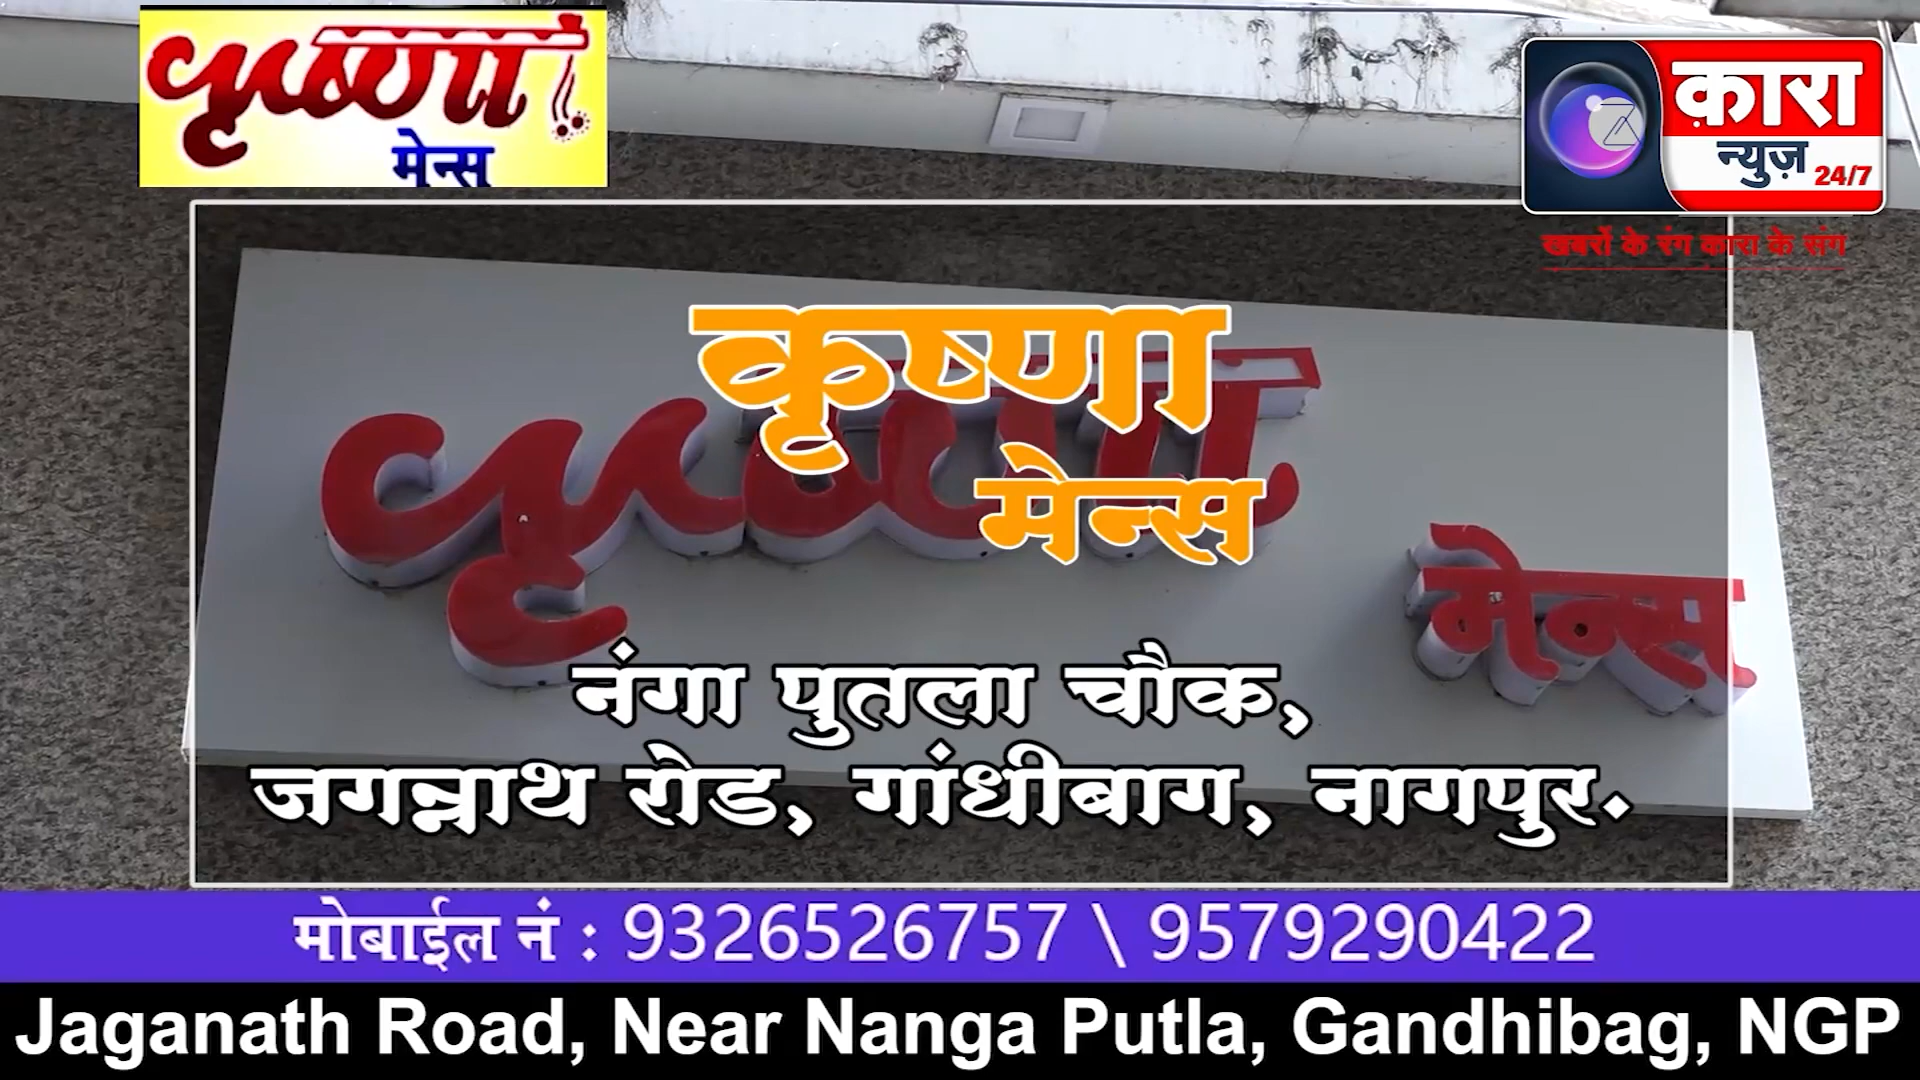 कृष्णा
मेन्स
क़ारा
न्युज़ 24/7
खबरों के रंग कारा के संग
कृष्णा
मेन्स
कृष्णा
मेन्स
नंगा पुतला चौक,
जगन्नाथ रोड, गांधीबाग, नागपुर.
मोबाईल नं : 9326526757 \ 9579290422
Jaganath Road, Near Nanga Putla, Gandhibag, NGP